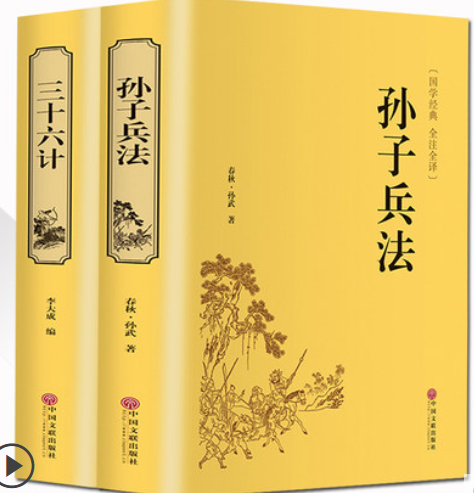 三十六计
李大成 编
中国文联出版社
孙子兵法
春秋·孙武 著
中国文联出版社
〔国学经典 全注全译〕
孙子兵法
春秋·孙武 著
中国文联出版社